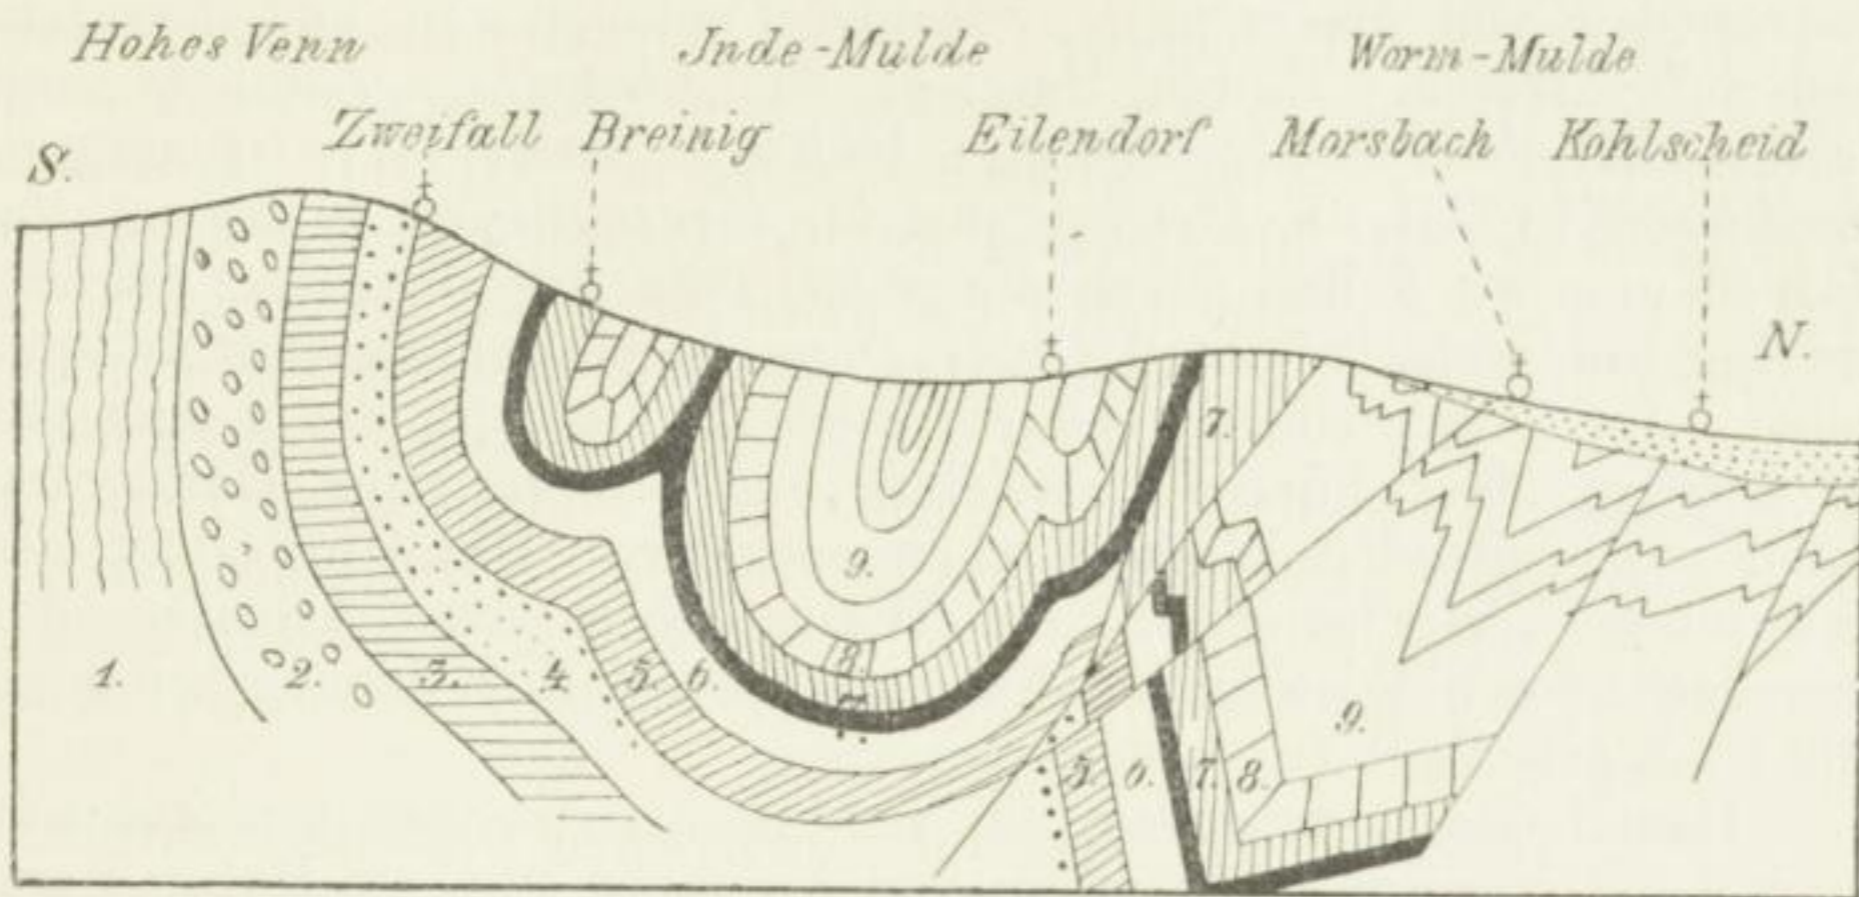 Hohes Venn Jnde-Mulde Worm-Mulde
Zweifall Breinig Eilendorf Morsbach Kohlscheid
S.
N.
7.
9.
8.
1. 2. 3. 4. 5. 6. 7. 9.
5. 6. 7. 8.